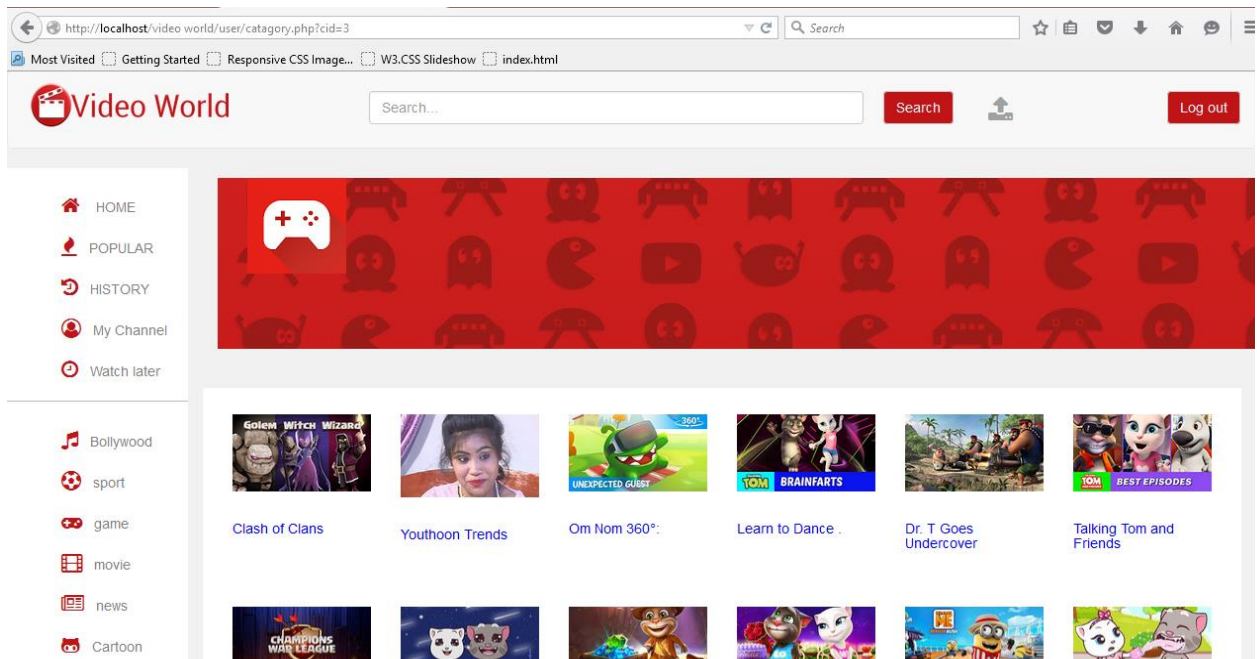 http://localhost/video world/user/catagory.php?cid=3
Search
Most Visited Getting Started Responsive CSS Image... W3.CSS Slideshow index.html
Video World
Search...
Search
Log out
HOME
POPULAR
HISTORY
My Channel
Watch later
Bollywood
sport
game
movie
news
Cartoon
GOLEM WITCH WIZARD
360°
UNEXPECTED GUEST
TOM BRAINFARTS
TOM BEST EPISODES
Clash of Clans
Youthoon Trends
Om Nom 360°:
Learn to Dance .
Dr. T Goes
Undercover
Talking Tom and
Friends
CHAMPIONS
WAR LEAGUE
ME